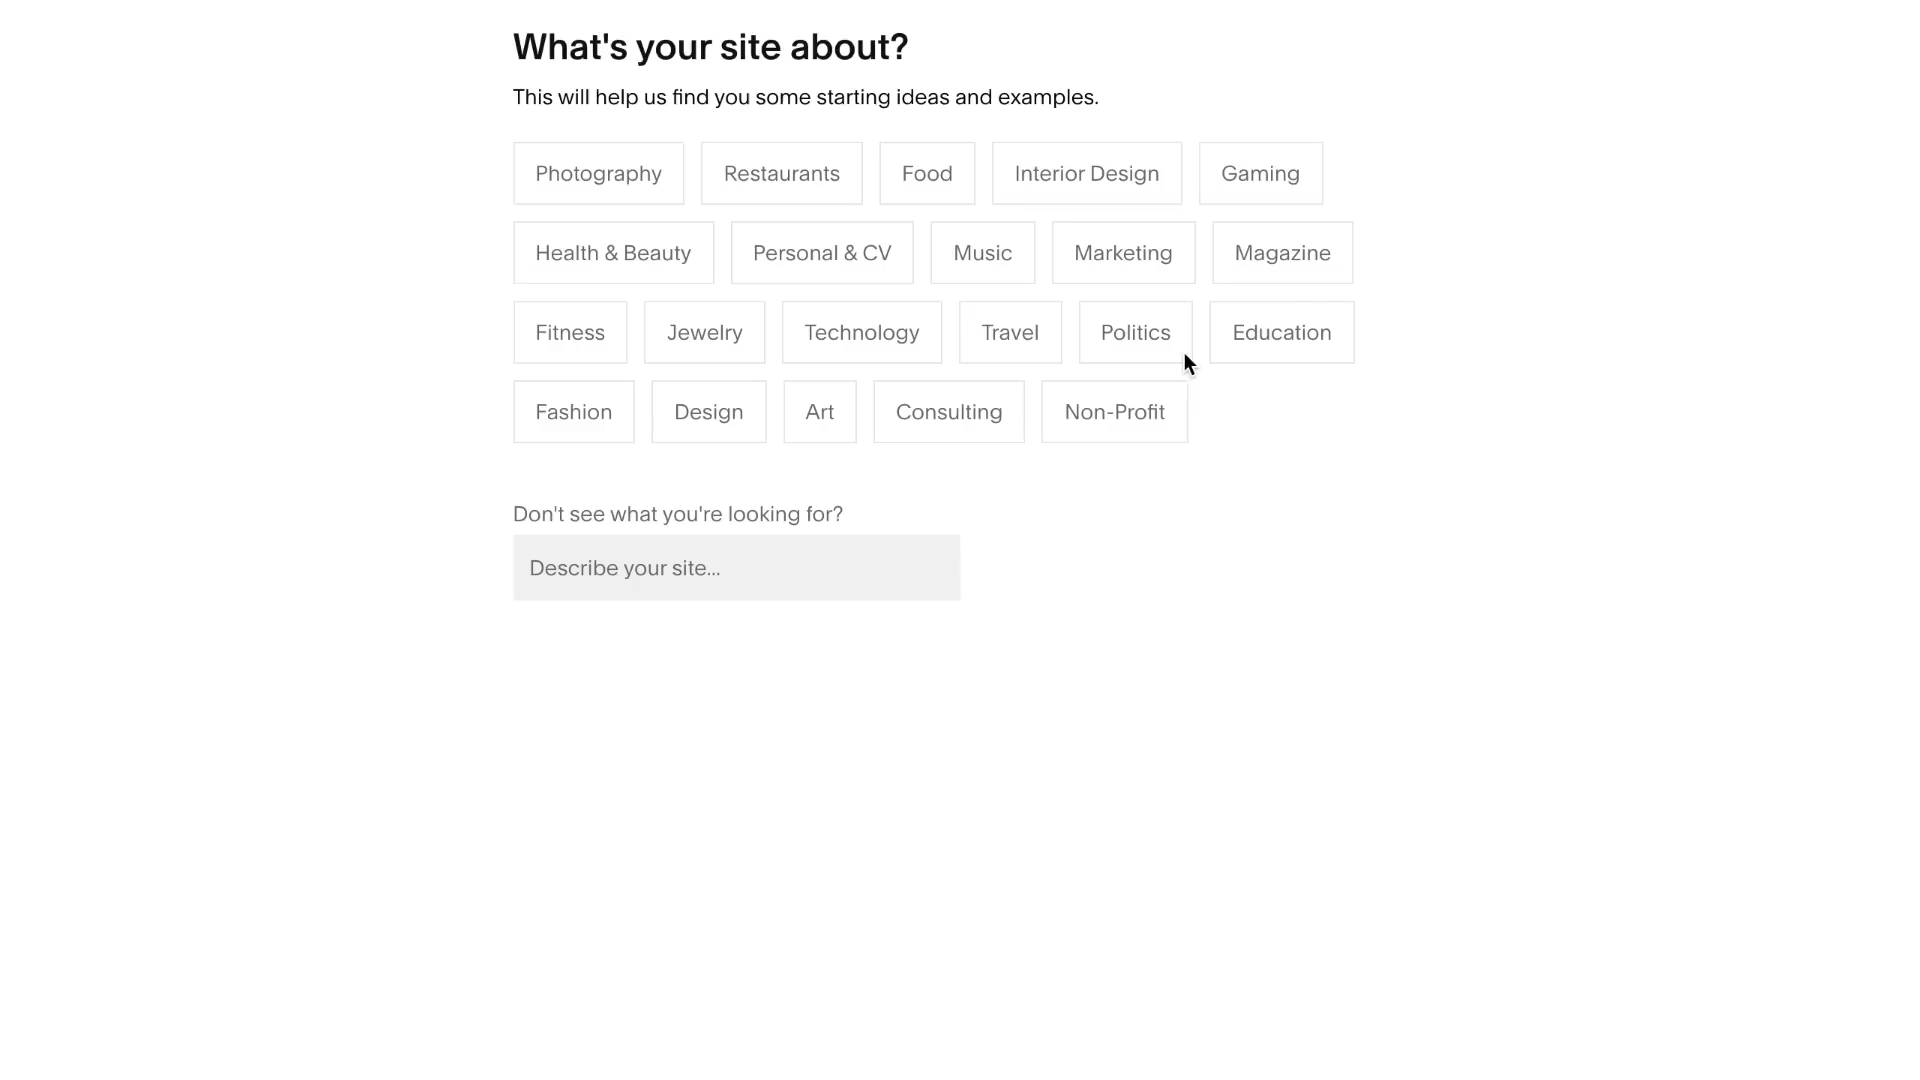 What's your site about?
This will help us find you some starting ideas and examples.
Photography Restaurants Food Interior Design Gaming
Health & Beauty Personal & CV Music Marketing Magazine
Fitness Jewelry Technology Travel Politics Education
Fashion Design Art Consulting Non-Profit
Don't see what you're looking for?
Describe your site...